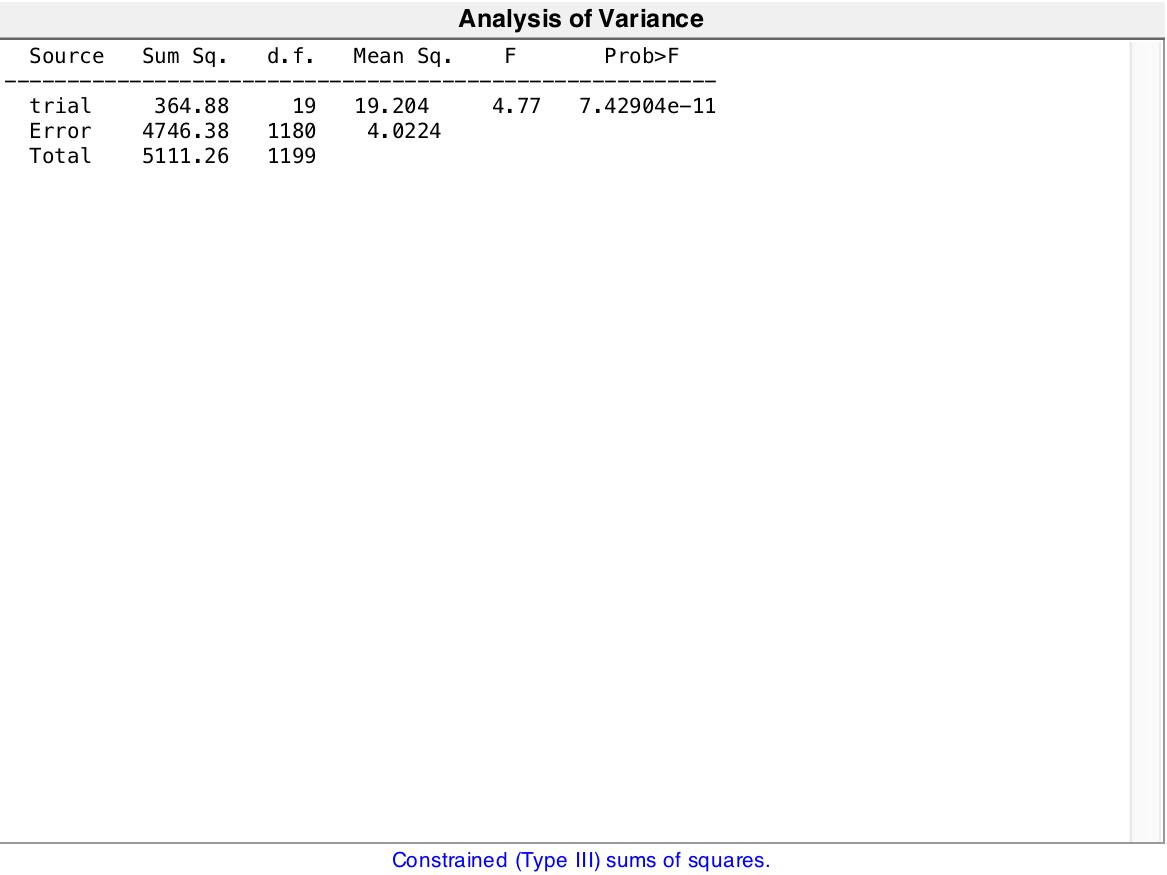 Analysis of Variance
Source Sum Sq. d.f. Mean Sq. F Prob>F
trial 364.88 19 19.204 4.77 7.42904e-11
Error 4746.38 1180 4.0224
Total 5111.26 1199
Constrained (Type III) sums of squares.